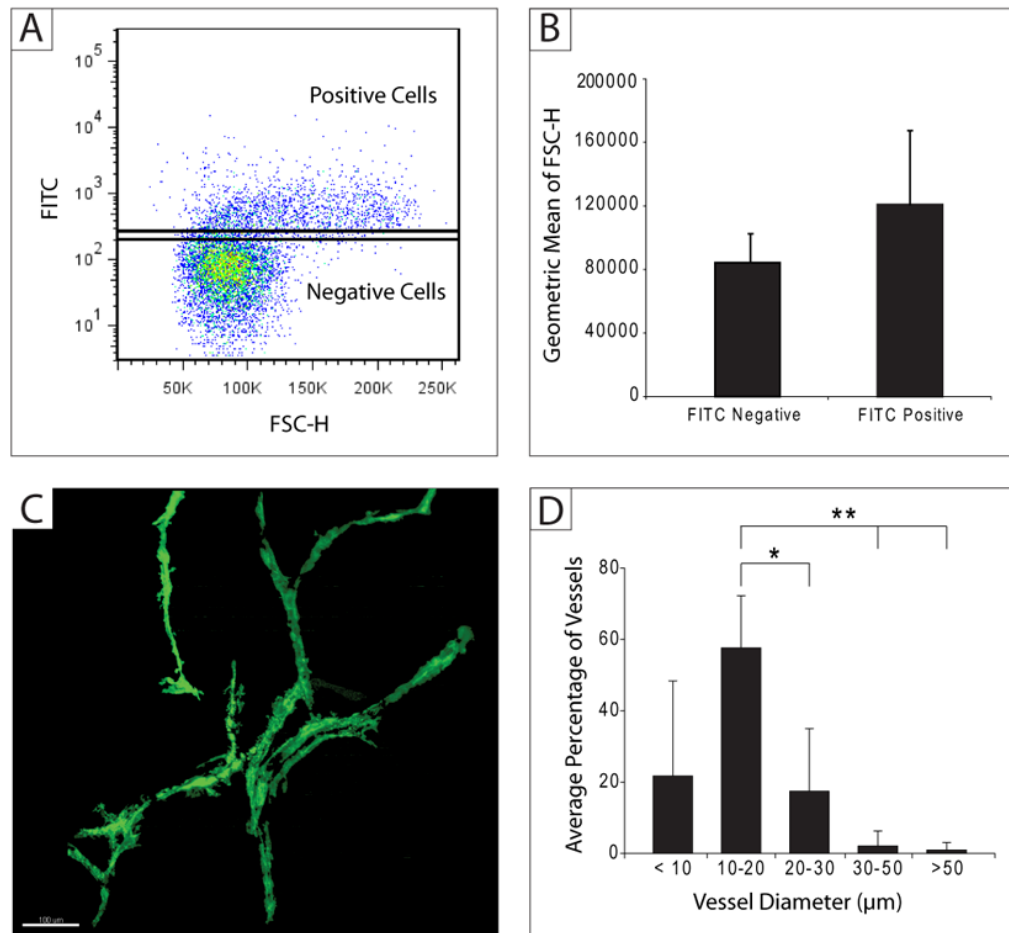 A
FITC
10^5
10^4
10^3
10^2
10^1
Positive Cells
Negative Cells
50K 100K 150K 200K 250K
FSC-H
B
Geometric Mean of FSC-H
200000
160000
120000
80000
40000
0
FITC Negative FITC Positive
C
100 µm
D
Average Percentage of Vessels
80
60
40
20
0
**
*
< 10 10-20 20-30 30-50 >50
Vessel Diameter (µm)